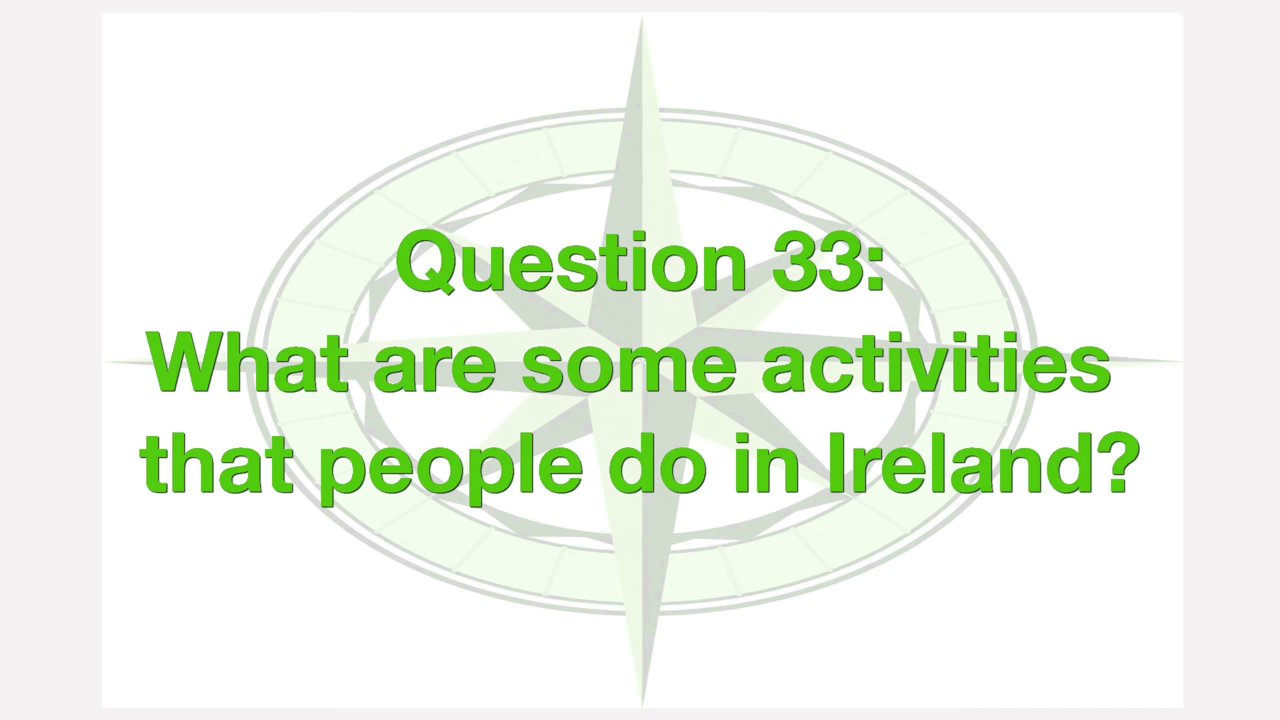 Question 33:
What are some activities
that people do in Ireland?